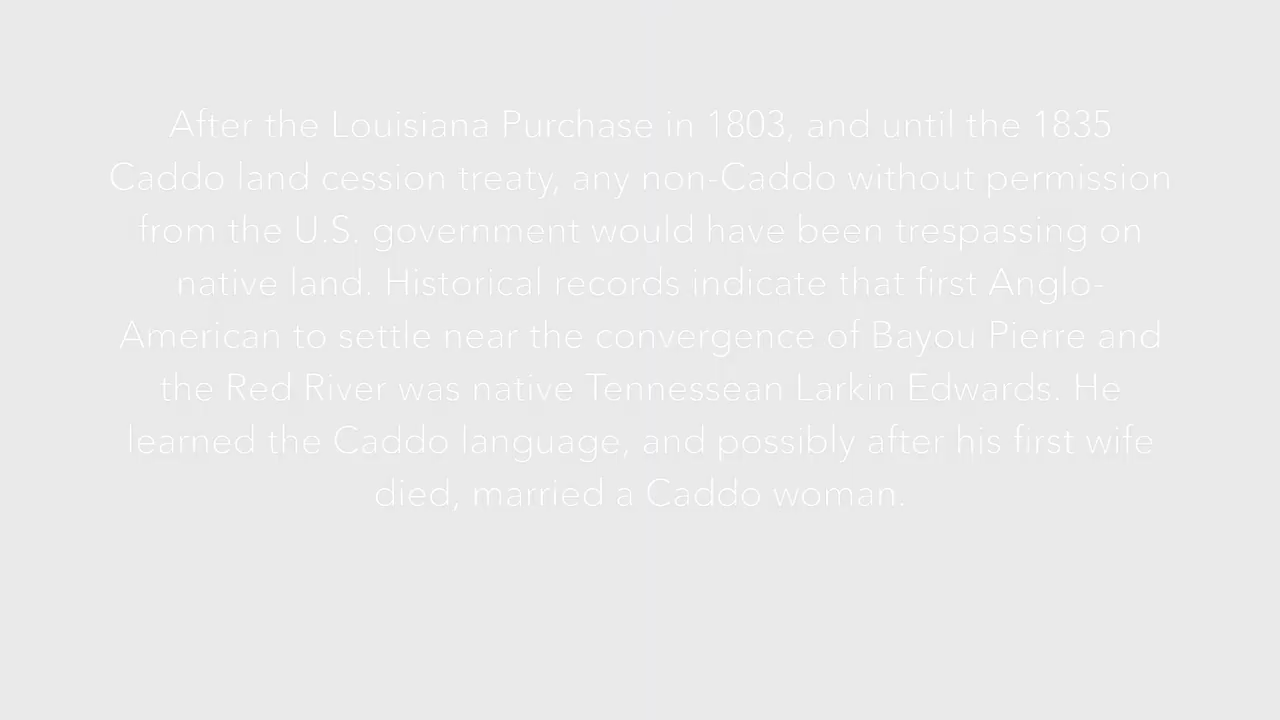 After the Louisiana Purchase in 1803, and until the 1835
Caddo land cession treaty, any non-Caddo without permission
from the U.S. government would have been trespassing on
native land. Historical records indicate that first Anglo-
American to settle near the convergence of Bayou Pierre and
the Red River was native Tennessean Larkin Edwards. He
learned the Caddo language, and possibly after his first wife
died, married a Caddo woman.